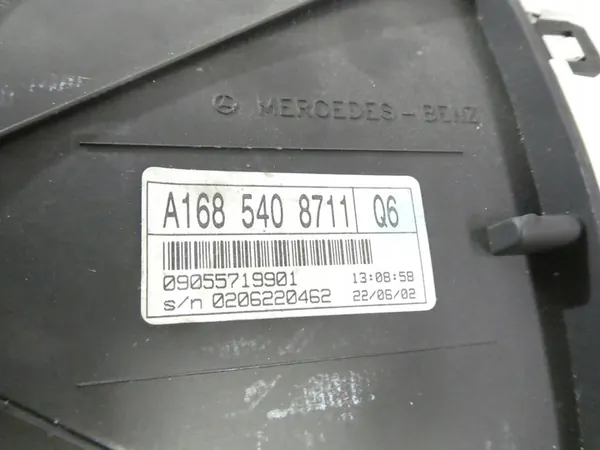 MERCEDES-BENZ
A168 540 8711 Q6
09055719901 13:08:58
s/n 0206220462 22/06/02